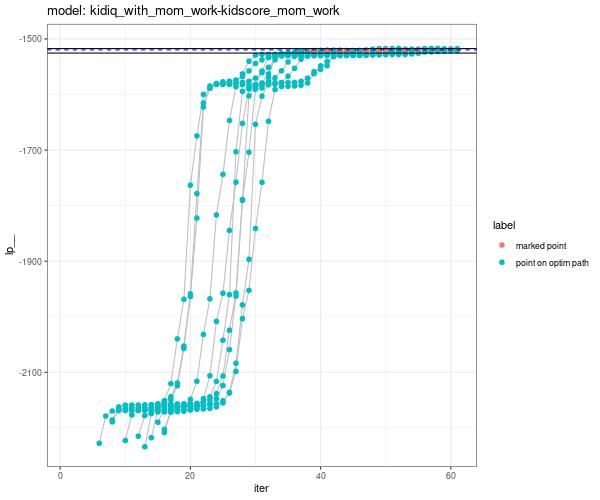 model: kidiq_with_mom_work-kidscore_mom_work
-1500
-1700
-1900
-2100
lp__
0 20 40 60
iter
label
marked point
point on optim path